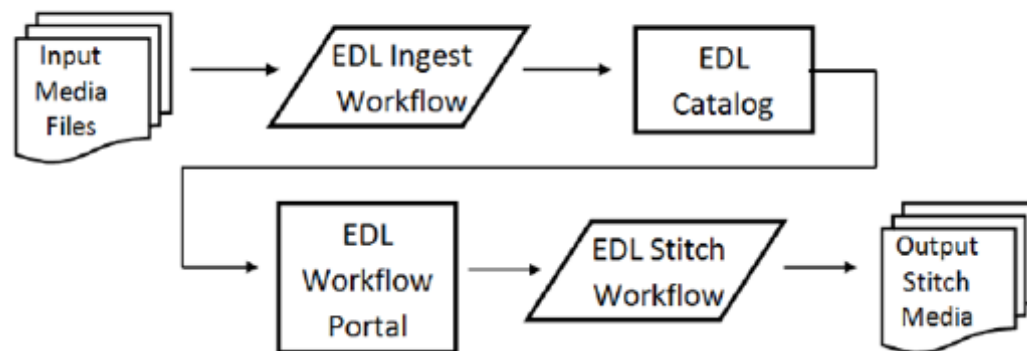 Input
Media
Files
EDL Ingest
Workflow
EDL
Catalog
EDL
Workflow
Portal
EDL Stitch
Workflow
Output
Stitch
Media